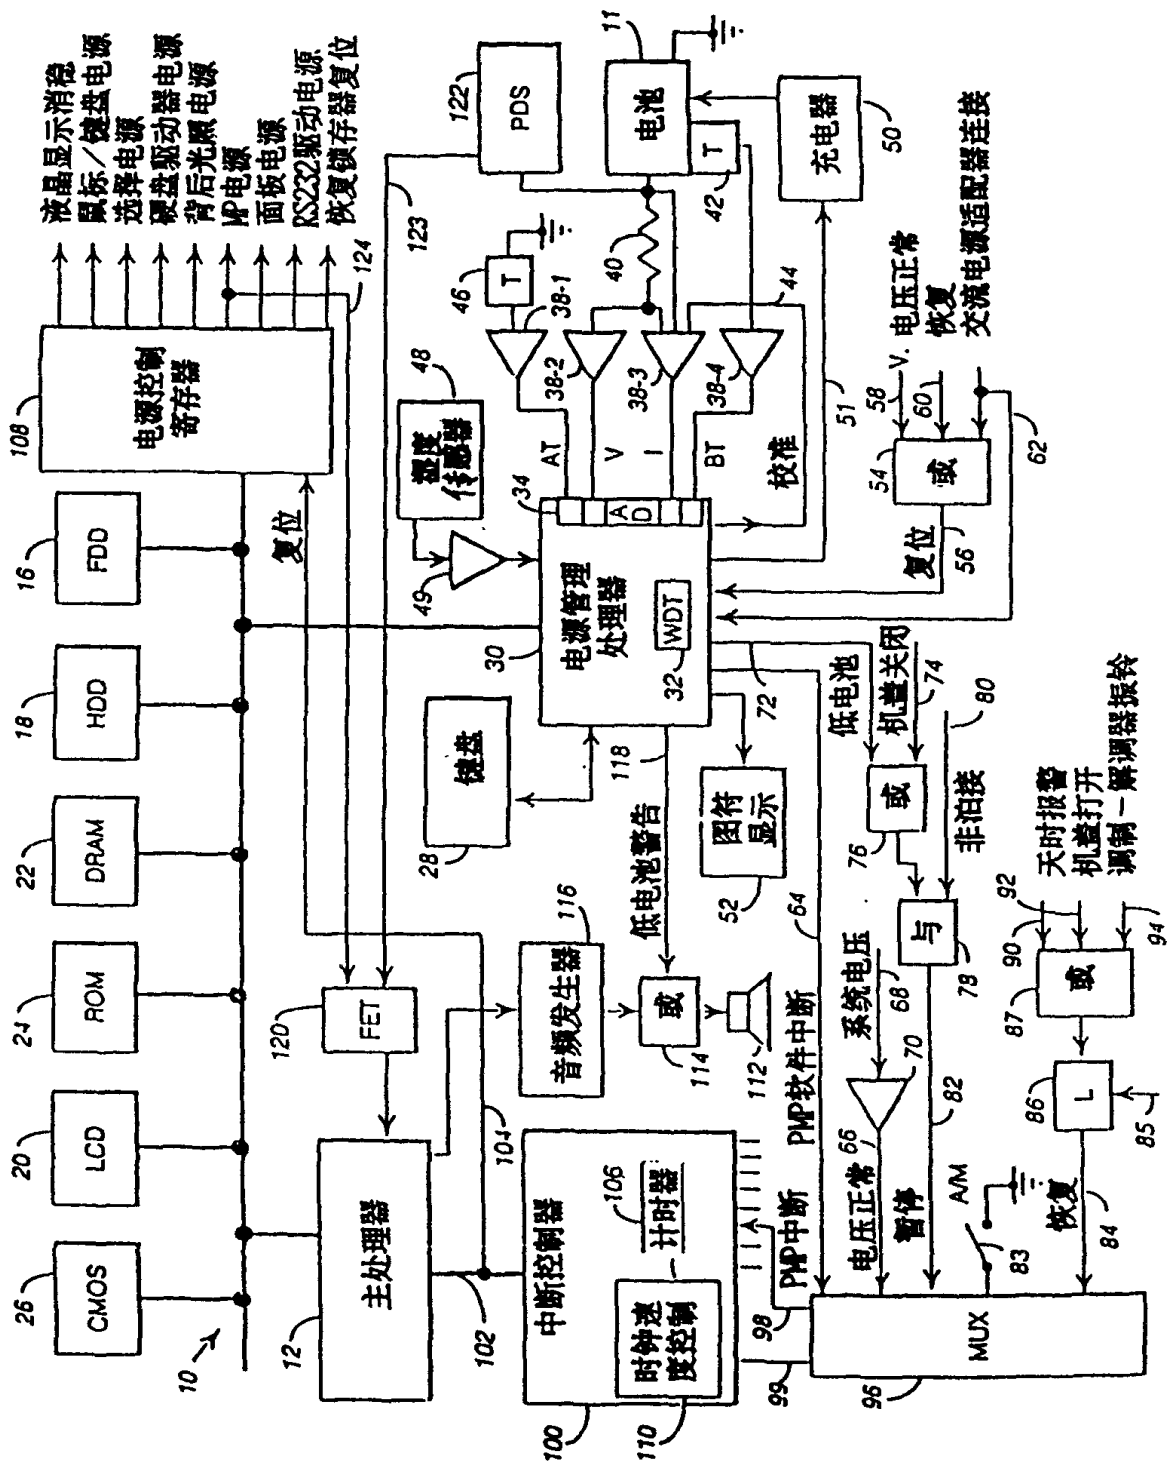 液晶显示消稳
鼠标／键盘电源
选择电源
硬盘驱动器电源
背后光照电源
MP电源
面板电源
RS232驱动电源
恢复锁存器复位
124
108
电源控制
寄存器
复位
16
FDD
18
HDD
22
DRAM
24
ROM
20
LCD
26
CMOS
10
12
主处理器
102
104
120
FET
123
122
PDS
11
电池
T
42
充电器
50
46
T
40
38-1
38-2
38-3
38-4
44
48
湿度
传感器
49
AT
V
I
BT
34
A
D
校准
51
30
电源管理
处理器
32
WDT
28
键盘
118
低电池警告
116
音频发生器
114
或
112
图符
显示
52
72
64
低电池
机盖关闭
74
80
非泊接
76
或
78
与
58
V.
电压正常
60
恢复
交流电源适配器连接
54
或
复位
56
62
系统电压
68
70
66
电压正常
82
暂停
A/M
83
恢复
84
85
86
L
87
或
90
92
94
天时报警
机盖打开
调制－解调器振铃
PMP软件中断
PMP中断
98
99
MUX
96
100
中断控制器
106
计时器
时钟速
度控制
110